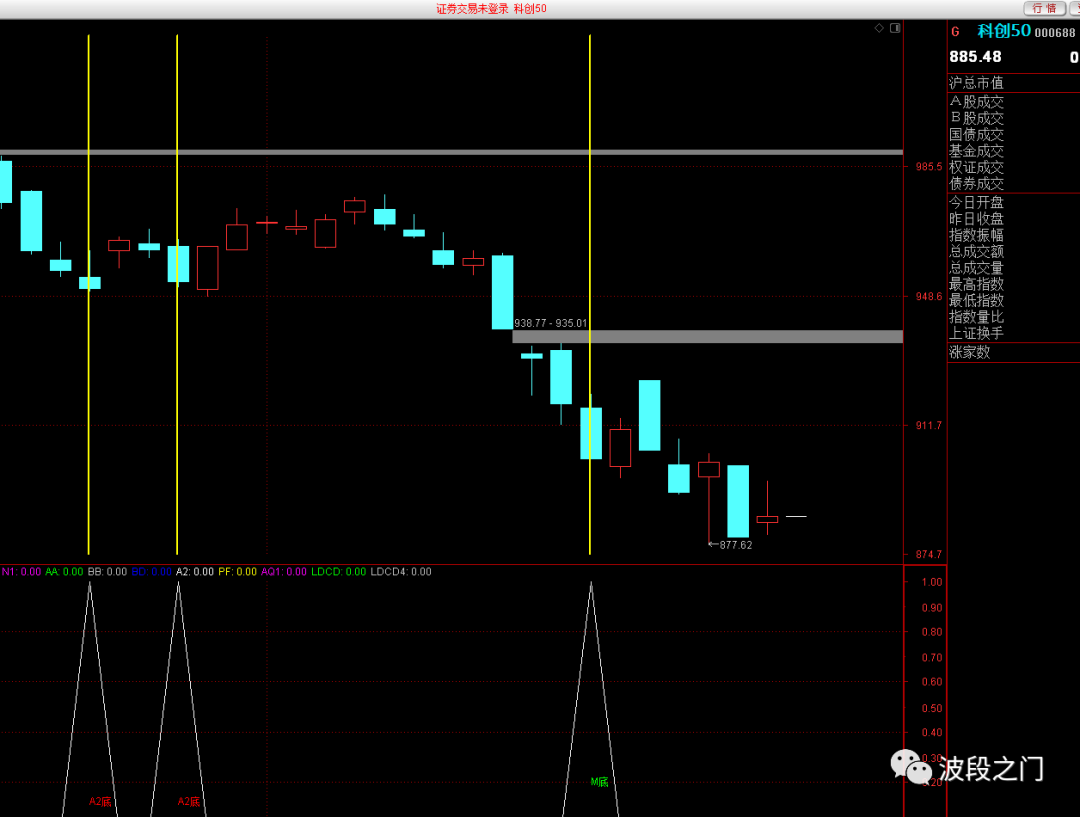 证券交易未登录 科创50
行情
G 科创50 000688
885.48 0
沪总市值
A股成交
B股成交
国债成交
基金成交
权证成交
债券成交
今日开盘
昨日收盘
指数振幅
总成交额
总成交量
最高指数
最低指数
指数量比
上证换手
涨家数
985.5
948.6
938.77 - 935.01
911.7
←877.62
874.7
N1: 0.00 AA: 0.00 BB: 0.00 BD: 0.00 A2: 0.00 PF: 0.00 AQ1: 0.00 LDCD: 0.00 LDCD4: 0.00
1.00
0.90
0.80
0.70
0.60
0.50
0.40
0.30
波段之门
0.20
M底
A2底
A2底